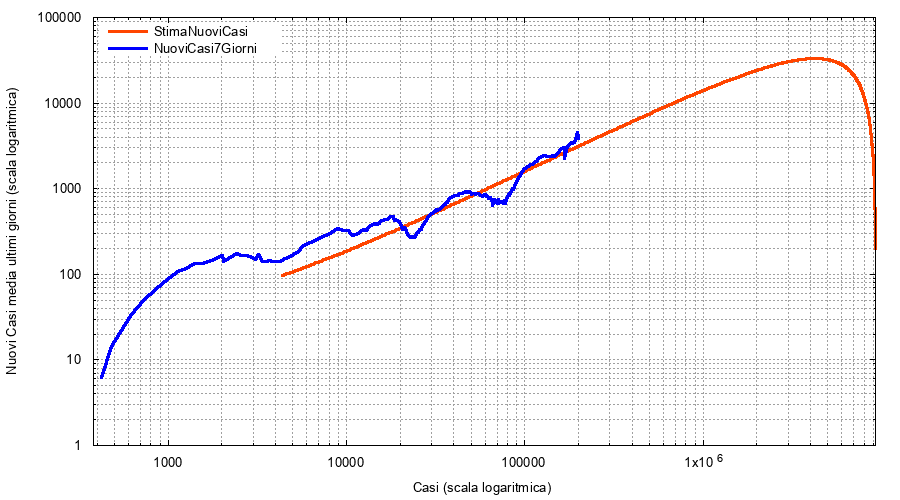 100000
10000
1000
100
10
1
StimaNuoviCasi
NuoviCasi7Giorni
Nuovi Casi media ultimi giorni (scala logaritmica)
1000 10000 100000 1x10 6
Casi (scala logaritmica)